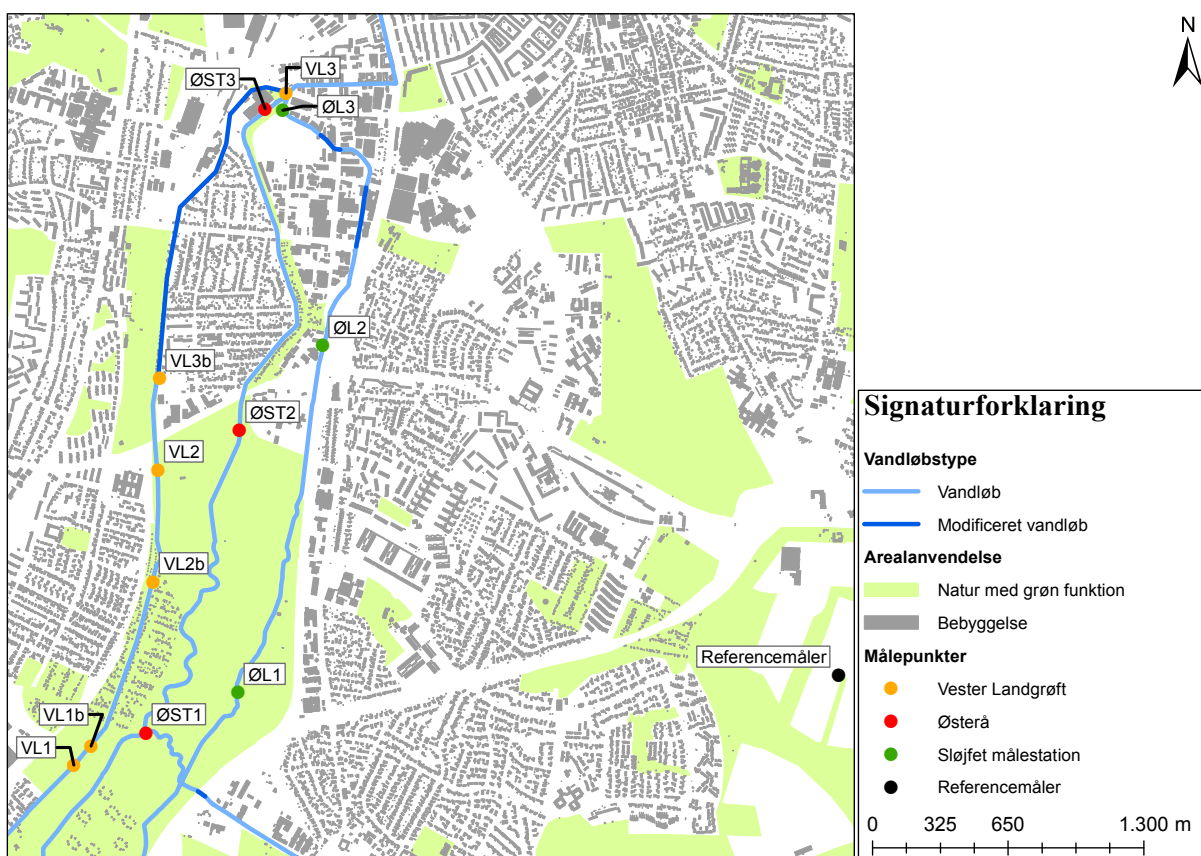 N
VL3
ØST3
ØL3
ØL2
VL3b
ØST2
VL2
VL2b
Referencemåler
ØL1
VL1b
ØST1
VL1
Signaturforklaring
Vandløbstype
Vandløb
Modificeret vandløb
Arealanvendelse
Natur med grøn funktion
Bebyggelse
Målepunkter
Vester Landgrøft
Østerå
Sløjfet målestation
Referencemåler
0 325 650 1.300 m